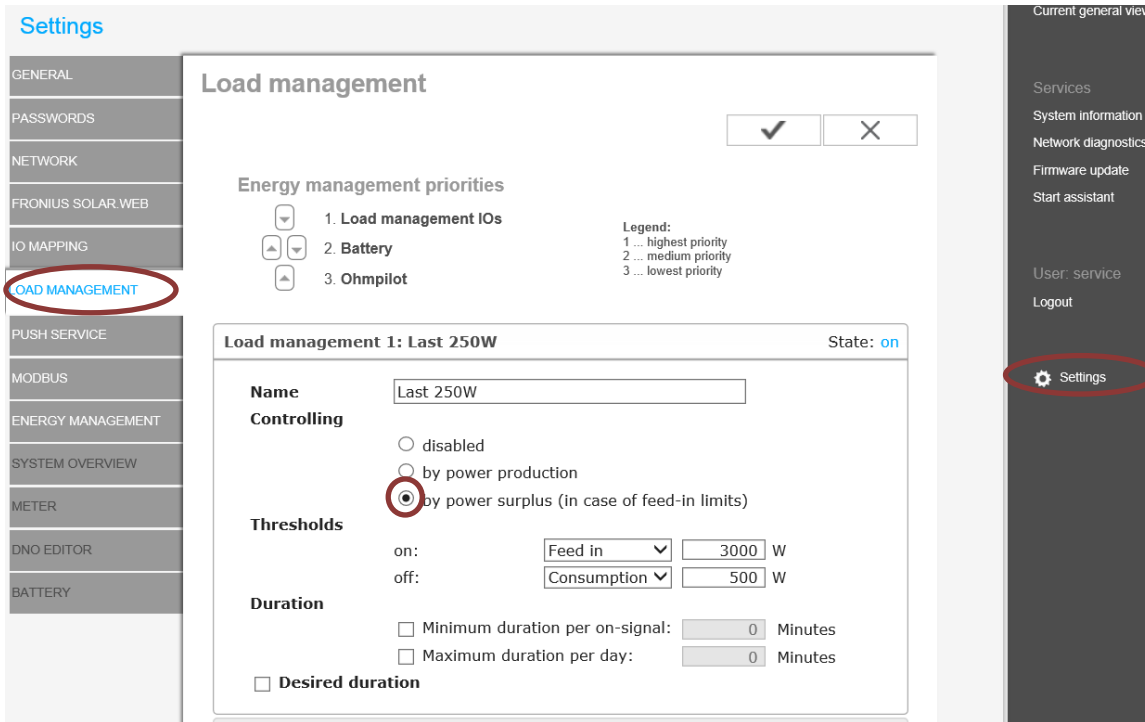 Settings
GENERAL
PASSWORDS
NETWORK
FRONIUS SOLAR.WEB
IO MAPPING
LOAD MANAGEMENT
PUSH SERVICE
MODBUS
ENERGY MANAGEMENT
SYSTEM OVERVIEW
METER
DNO EDITOR
BATTERY
Load management
Energy management priorities
1. Load management IOs
2. Battery
3. Ohmpilot
Legend:
1 ... highest priority
2 ... medium priority
3 ... lowest priority
Load management 1: Last 250W State: on
Name Last 250W
Controlling
disabled
by power production
by power surplus (in case of feed-in limits)
Thresholds
on: Feed in 3000 W
off: Consumption 500 W
Duration
Minimum duration per on-signal: 0 Minutes
Maximum duration per day: 0 Minutes
Desired duration
Current general view
Services
System information
Network diagnostics
Firmware update
Start assistant
User: service
Logout
Settings